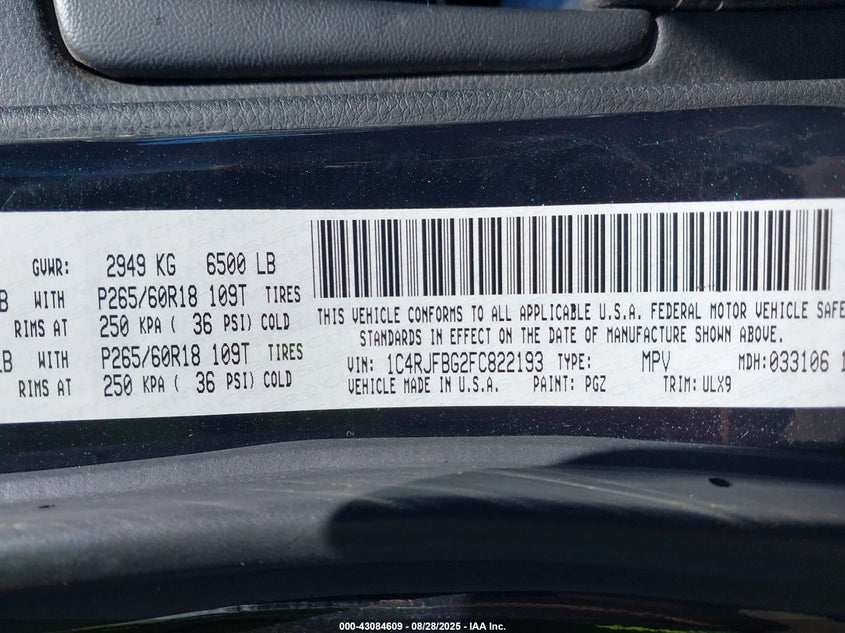 GVWR: 2949 KG 6500 LB
B WITH P265/60R18 109T TIRES
RIMS AT 250 KPA ( 36 PSI) COLD
LB WITH P265/60R18 109T TIRES
RIMS AT 250 KPA ( 36 PSI) COLD
THIS VEHICLE CONFORMS TO ALL APPLICABLE U.S.A. FEDERAL MOTOR VEHICLE SAFE
STANDARDS IN EFFECT ON THE DATE OF MANUFACTURE SHOWN ABOVE.
VIN: 1C4RJFBG2FC822193 TYPE: MPV MDH: 033106 1
VEHICLE MADE IN U.S.A. PAINT: PGZ TRIM: ULX9
000-43084609 - 08/28/2025 - IAA Inc.